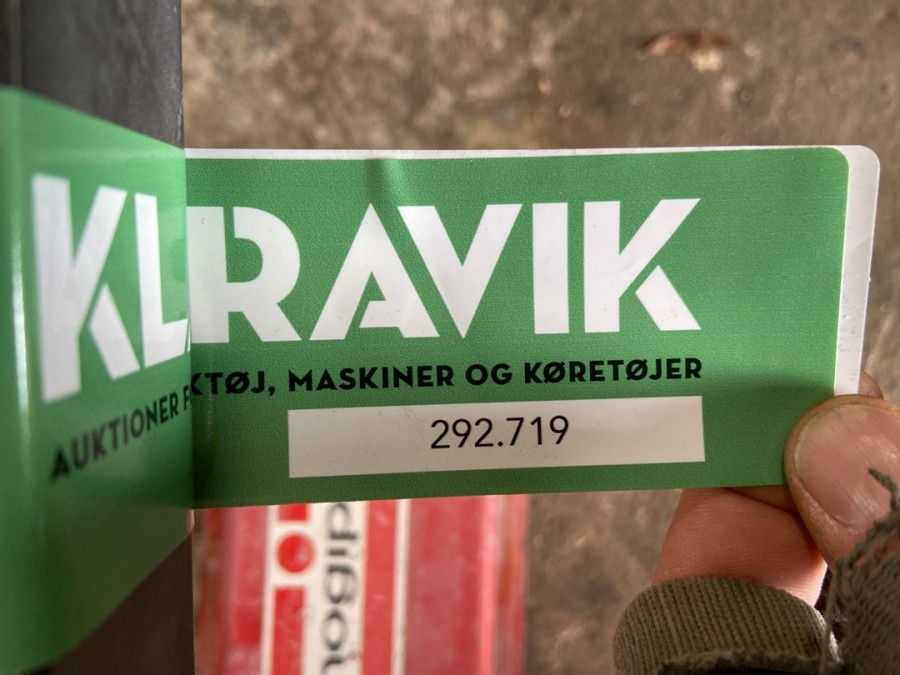 KLRAVIK
AUKTIONER F KTØJ, MASKINER OG KØRETØJER
292.719